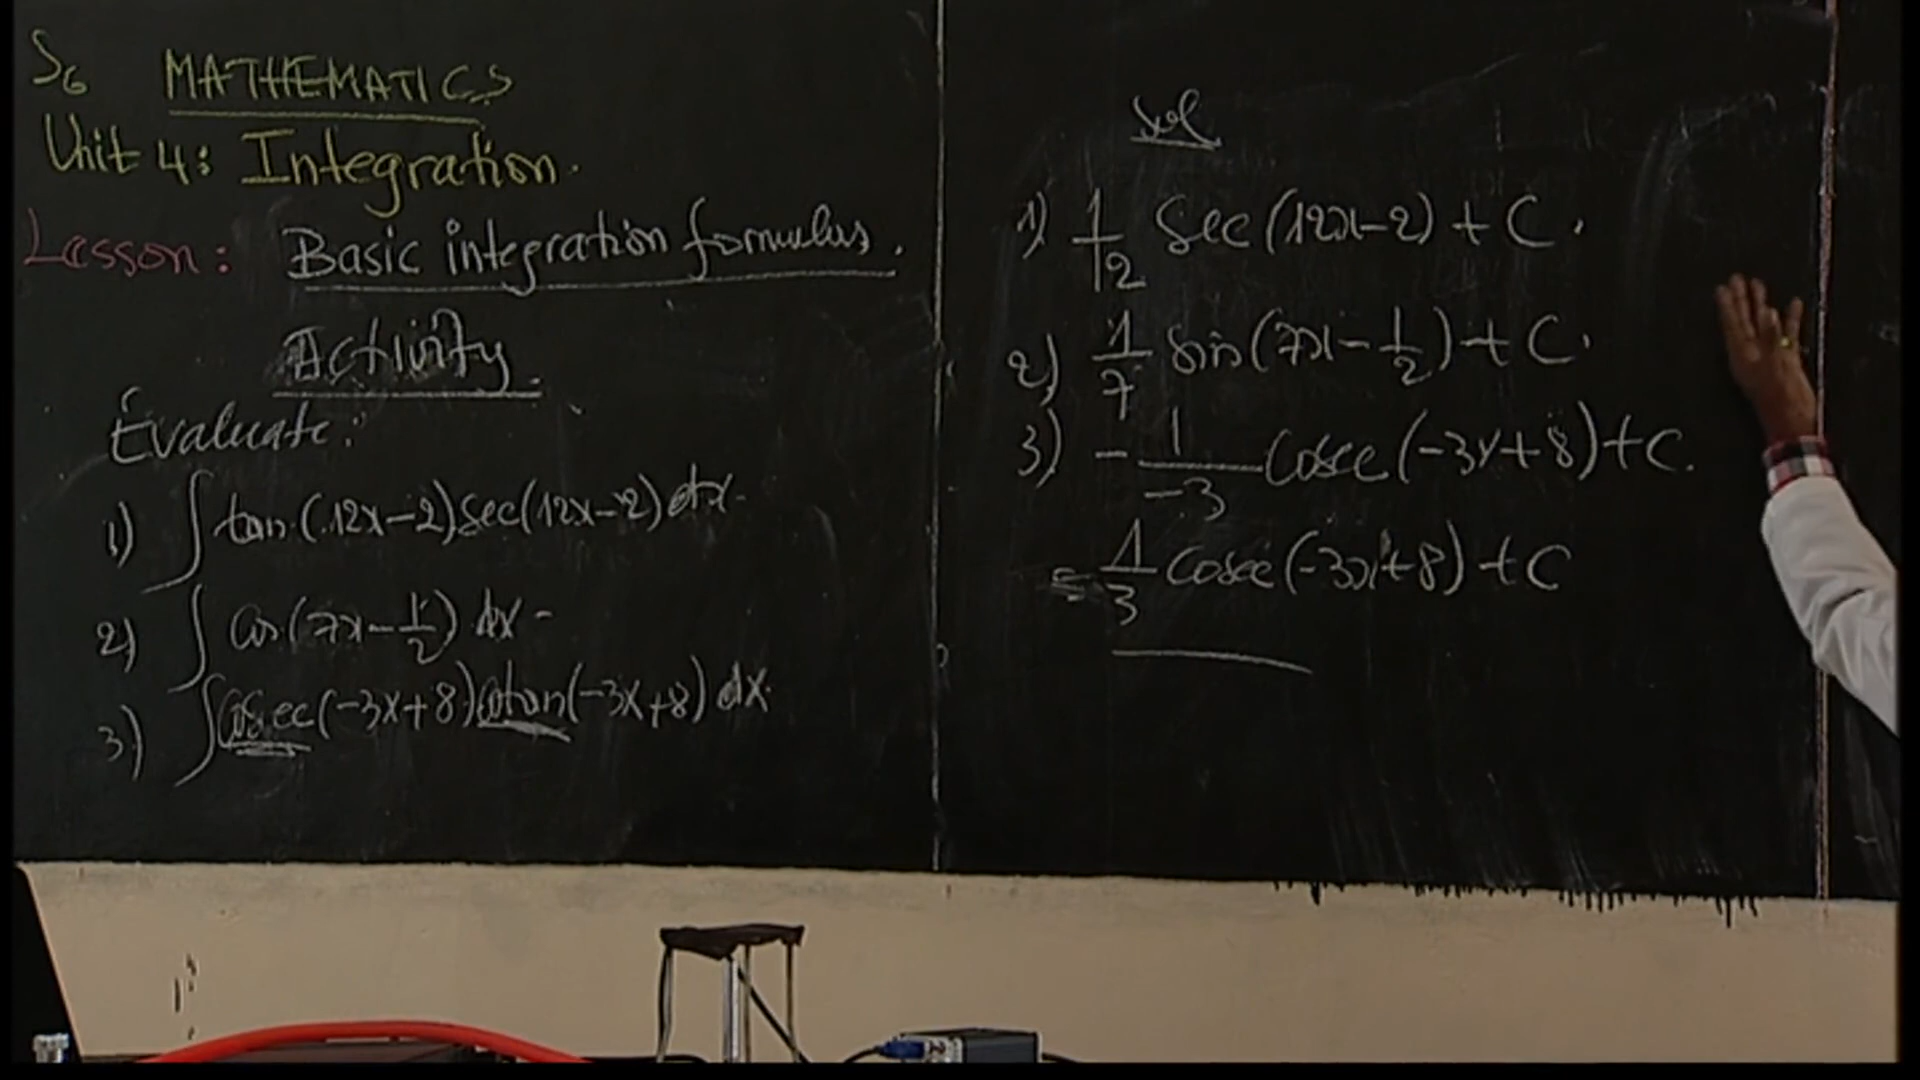 S6 MATHEMATICS
Unit 4: Integration.
Lesson: Basic integration formulus.
Activity.
Evaluate:
1) ∫ tan(12x-2)sec(12x-2)dx.
2) ∫ cos(7x-1/2) dx-
3) ∫cosec(-3x+8)cotan(-3x+8) dx.
Sol
1) 1/12 sec(12x-2)+C.
2) 1/7 sin(7x-1/2)+C.
3) -1/-3 cosec(-3x+8)+C.
= 1/3 cosec(-3x+8)+C